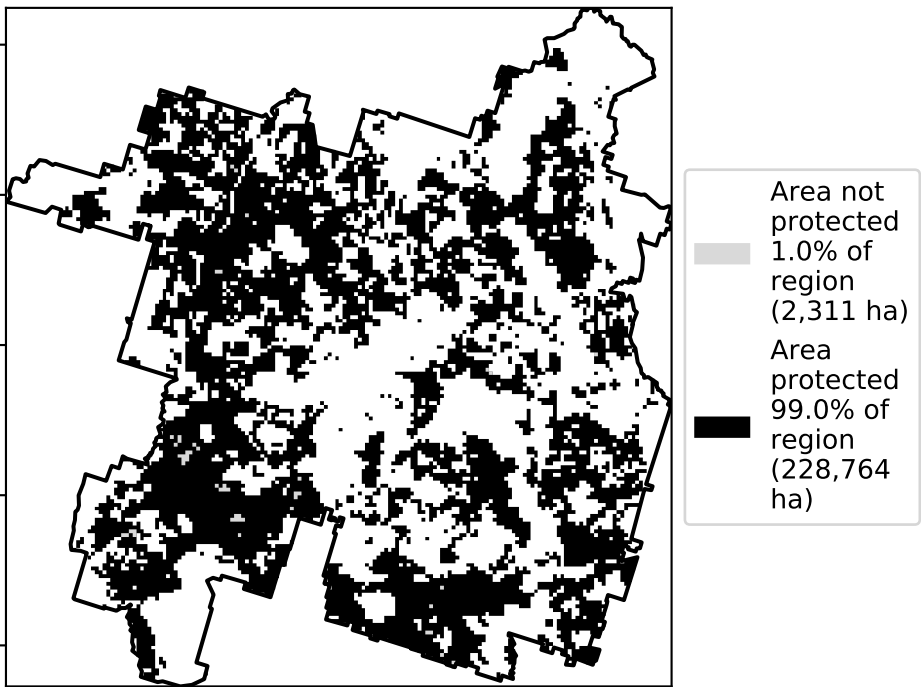 Area not
protected
1.0% of
region
(2,311 ha)
Area
protected
99.0% of
region
(228,764
ha)